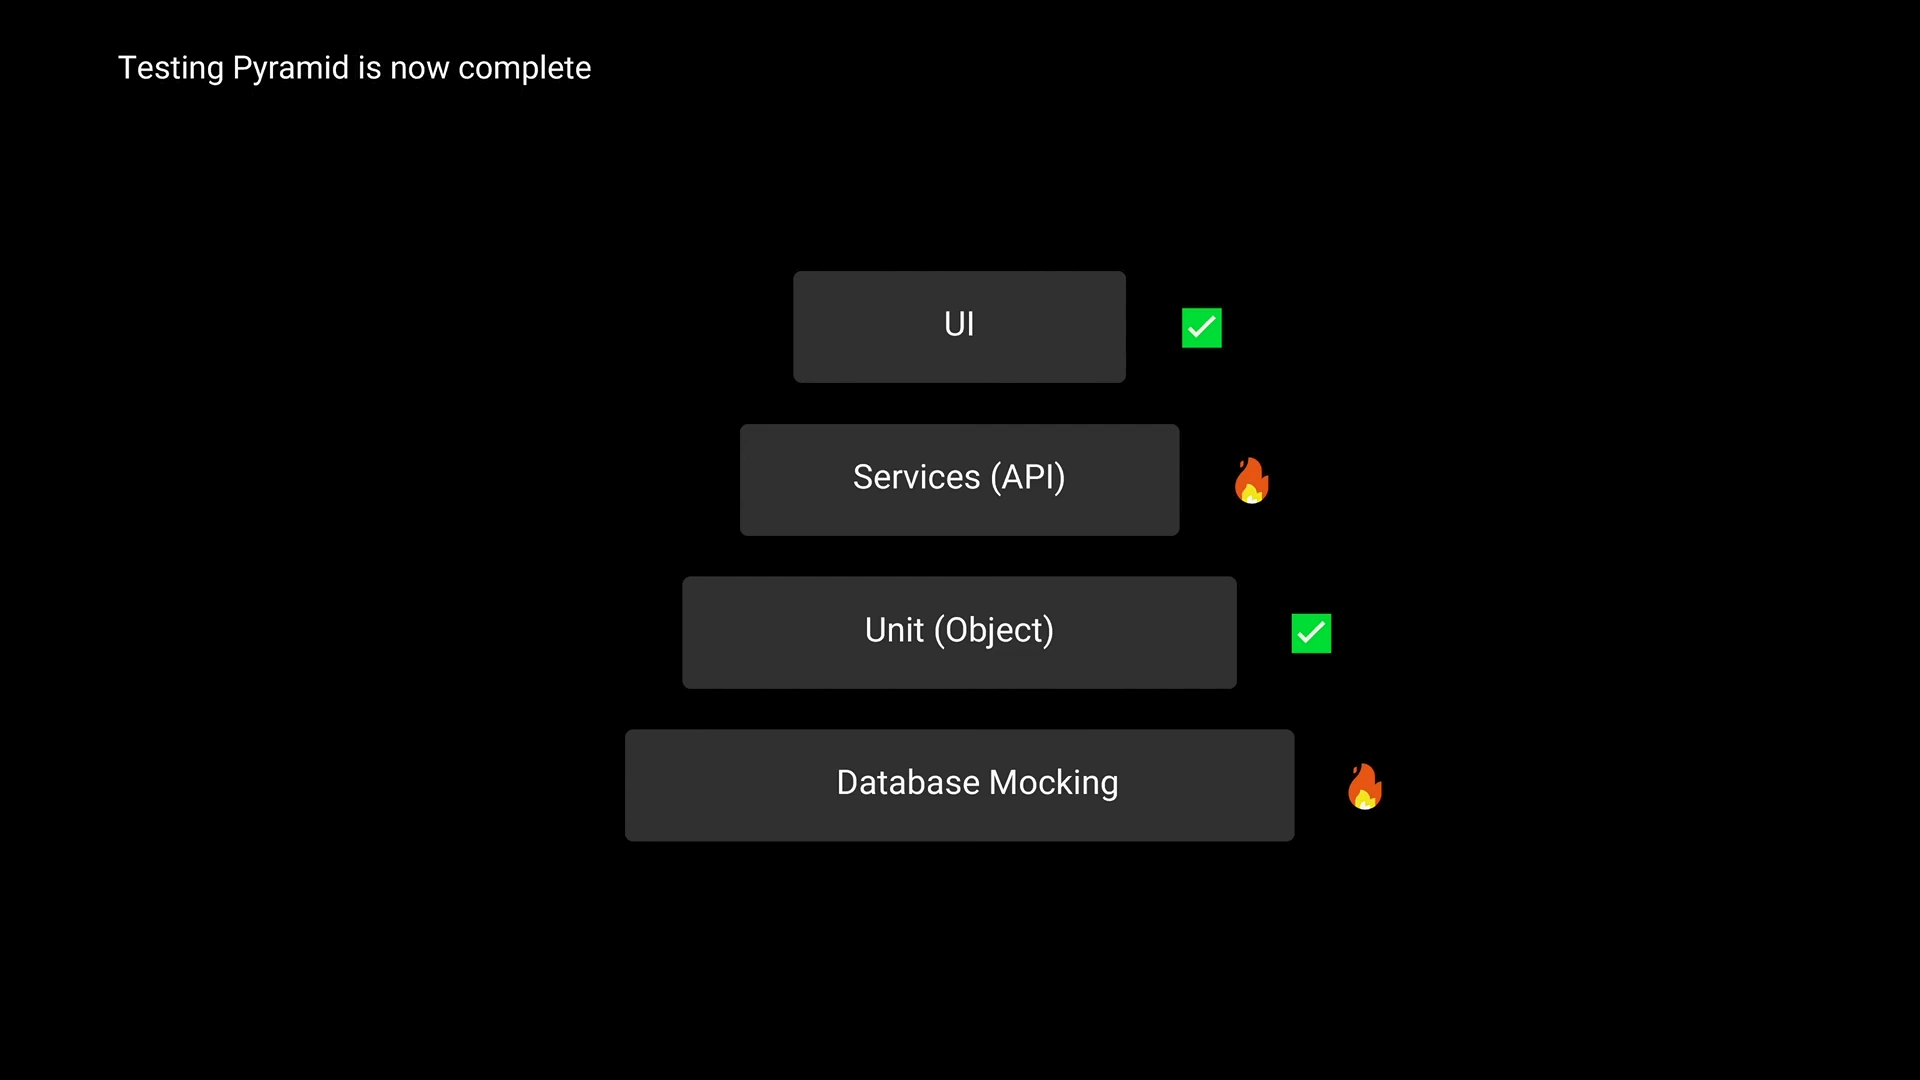 Testing Pyramid is now complete
UI
Services (API)
Unit (Object)
Database Mocking